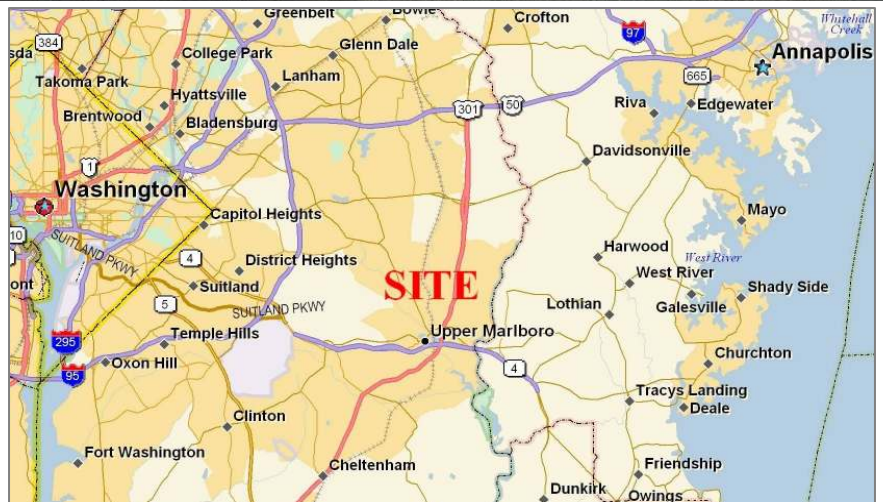 Greenbelt
Bowie
Crofton
Whitehall
Creek
384
sda
College Park
Glenn Dale
97
Annapolis
Takoma Park
Lanham
665
Hyattsville
301
50
Riva
Edgewater
Brentwood
Bladensburg
1
Davidsonville
Washington
Capitol Heights
Mayo
10
SUITLAND PKWY
4
District Heights
Harwood
West River
ont
Suitland
SITE
West River
Shady Side
5
SUITLAND PKWY
Lothian
Galesville
295
Temple Hills
Upper Marlboro
95
Oxon Hill
4
Churchton
Tracys Landing
Deale
Clinton
Fort Washington
Cheltenham
Friendship
Dunkirk
Owings